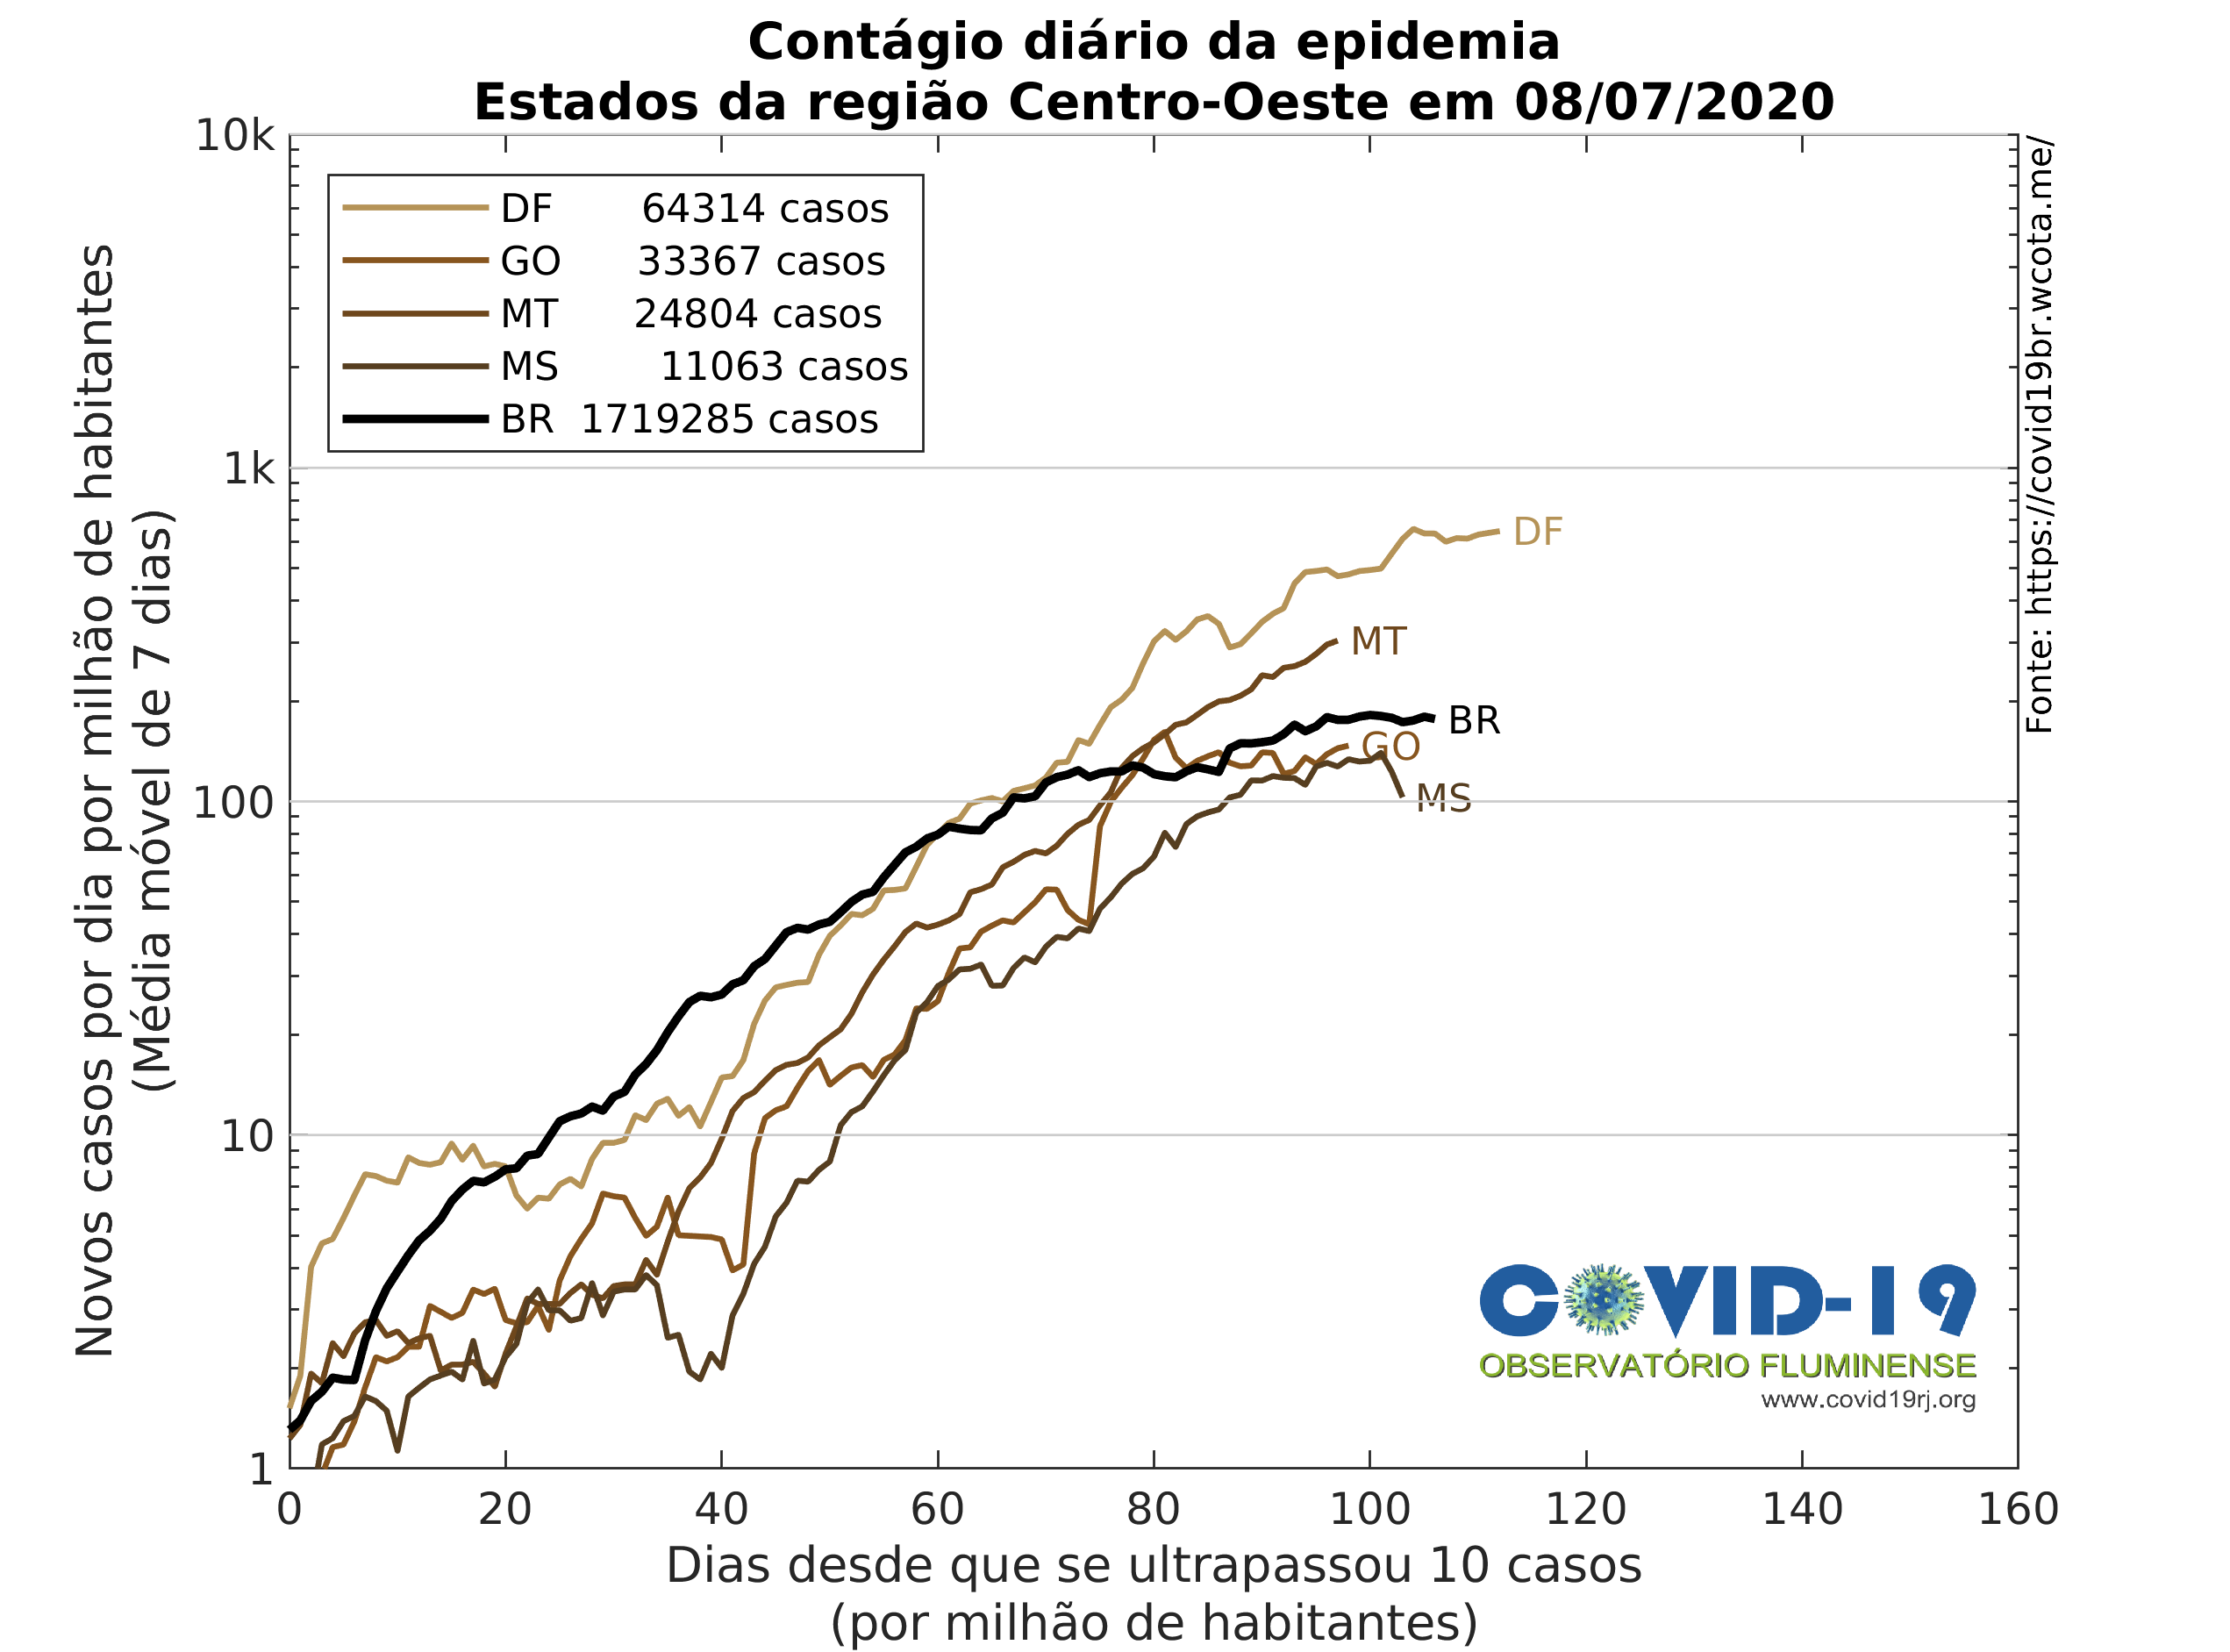 Contágio diário da epidemia
Estados da região Centro-Oeste em 08/07/2020
Novos casos por dia por milhão de habitantes
(Média móvel de 7 dias)
10k
1k
100
10
1
DF 64314 casos
GO 33367 casos
MT 24804 casos
MS 11063 casos
BR 1719285 casos
DF
MT
BR
GO
MS
Fonte: https://covid19br.wcota.me/
COVID-19
OBSERVATÓRIO FLUMINENSE
www.covid19rj.org
0 20 40 60 80 100 120 140 160
Dias desde que se ultrapassou 10 casos
(por milhão de habitantes)